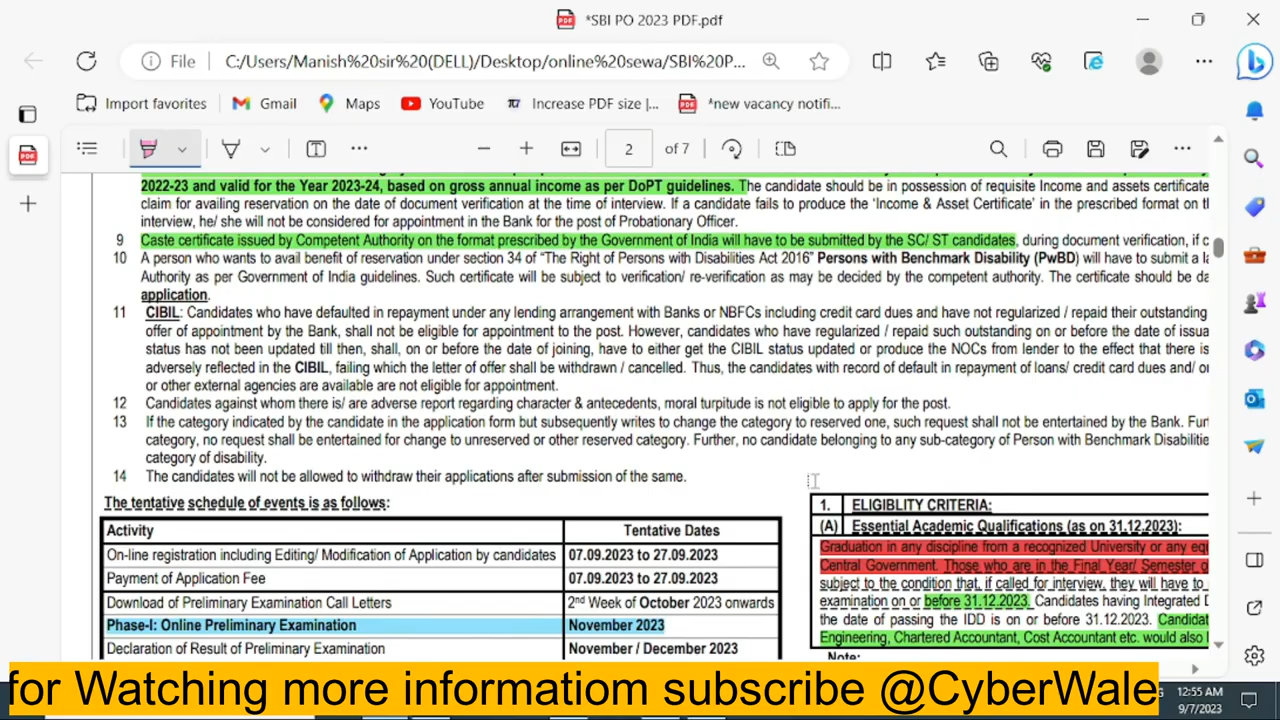 *SBI PO 2023 PDF.pdf
File
C:/Users/Manish%20sir%20(DELL)/Desktop/online%20sewa/SBI%20P...
Import favorites
Gmail
Maps
YouTube
Increase PDF size |...
*new vacancy notifi...
2 of 7
2022-23 and valid for the Year 2023-24, based on gross annual income as per DoPT guidelines. The candidate should be in possession of requisite Income and assets certificate
claim for availing reservation on the date of document verification at the time of interview. If a candidate fails to produce the 'Income & Asset Certificate' in the prescribed format on
interview, he/ she will not be considered for appointment in the Bank for the post of Probationary Officer.
9 Caste certificate issued by Competent Authority on the format prescribed by the Government of India will have to be submitted by the SC/ ST candidates, during document verification, if
10 A person who wants to avail benefit of reservation under section 34 of "The Right of Persons with Disabilities Act 2016" Persons with Benchmark Disability (PwBD) will have to submit a
Authority as per Government of India guidelines. Such certificate will be subject to verification/ re-verification as may be decided by the competent authority. The certificate should be
application.
11 CIBIL: Candidates who have defaulted in repayment under any lending arrangement with Banks or NBFCs including credit card dues and have not regularized / repaid their outstanding
offer of appointment by the Bank, shall not be eligible for appointment to the post. However, candidates who have regularized / repaid such outstanding on or before the date of issua
status has not been updated till then, shall, on or before the date of joining, have to either get the CIBIL status updated or produce the NOCs from lender to the effect that there is
adversely reflected in the CIBIL, failing which the letter of offer shall be withdrawn / cancelled. Thus, the candidates with record of default in repayment of loans/ credit card dues and/ or
or other external agencies are available are not eligible for appointment.
12 Candidates against whom there is/ are adverse report regarding character & antecedents, moral turpitude is not eligible to apply for the post.
13 If the category indicated by the candidate in the application form but subsequently writes to change the category to reserved one, such request shall not be entertained by the Bank. Fur
category, no request shall be entertained for change to unreserved or other reserved category. Further, no candidate belonging to any sub-category of Person with Benchmark Disabilitie
category of disability.
14 The candidates will not be allowed to withdraw their applications after submission of the same.
The tentative schedule of events is as follows:
Activity Tentative Dates
On-line registration including Editing/ Modification of Application by candidates 07.09.2023 to 27.09.2023
Payment of Application Fee 07.09.2023 to 27.09.2023
Download of Preliminary Examination Call Letters 2nd Week of October 2023 onwards
Phase-I: Online Preliminary Examination November 2023
Declaration of Result of Preliminary Examination November / December 2023
1. ELIGIBLITY CRITERIA:
(A) Essential Academic Qualifications (as on 31.12.2023):
Graduation in any discipline from a recognized University or any equ
Central Government. Those who are in the Final Year/ Semester
subject to the condition that, if called for interview, they will have to
examination on or before 31.12.2023. Candidates having Integrated
the date of passing the IDD is on or before 31.12.2023. Candidat
Engineering, Chartered Accountant, Cost Accountant etc. would also
Note:
for Watching more informatiom subscribe @CyberWale
12:55 AM
9/7/2023